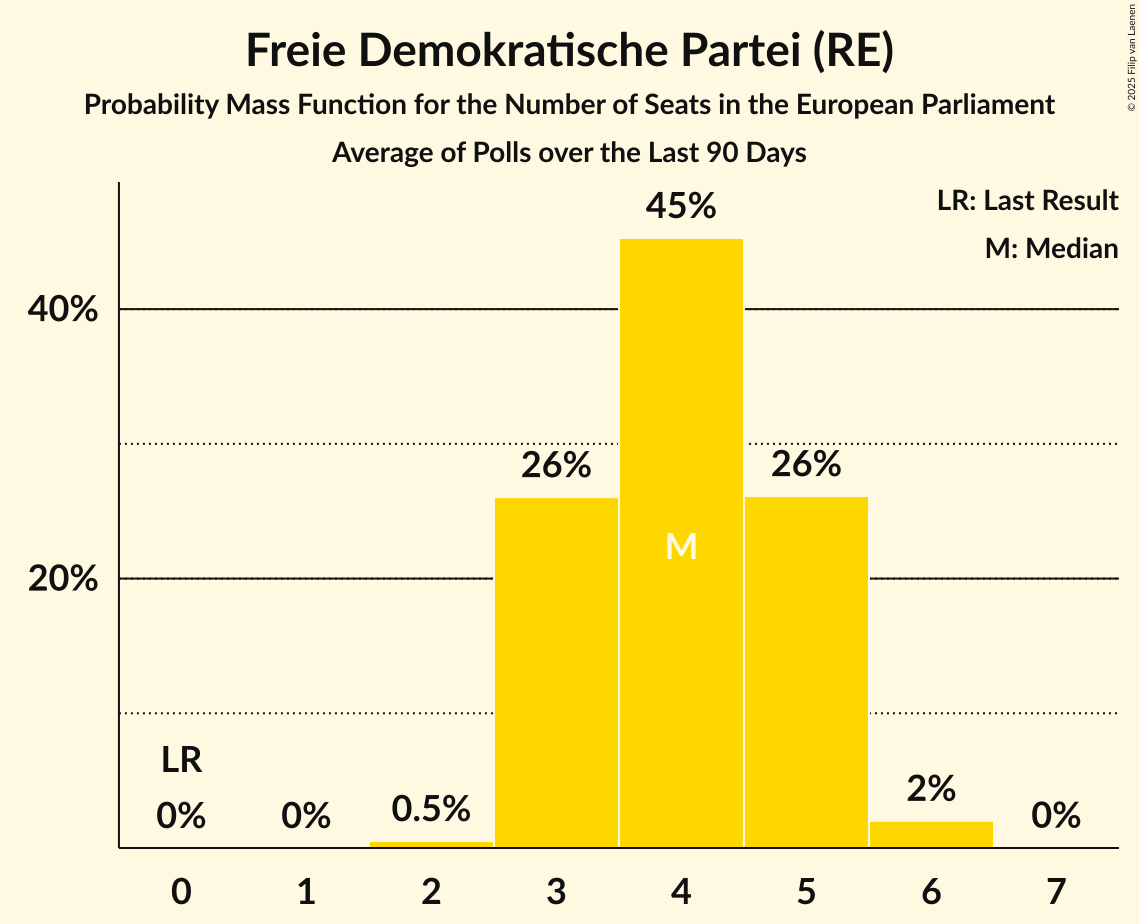 Freie Demokratische Partei (RE)
Probability Mass Function for the Number of Seats in the European Parliament
Average of Polls over the Last 90 Days
© 2025 Filip van Laenen
LR: Last Result
M: Median
45%
40%
26%
26%
M
20%
LR
0%
0%
0.5%
2%
0%
0
1
2
3
4
5
6
7